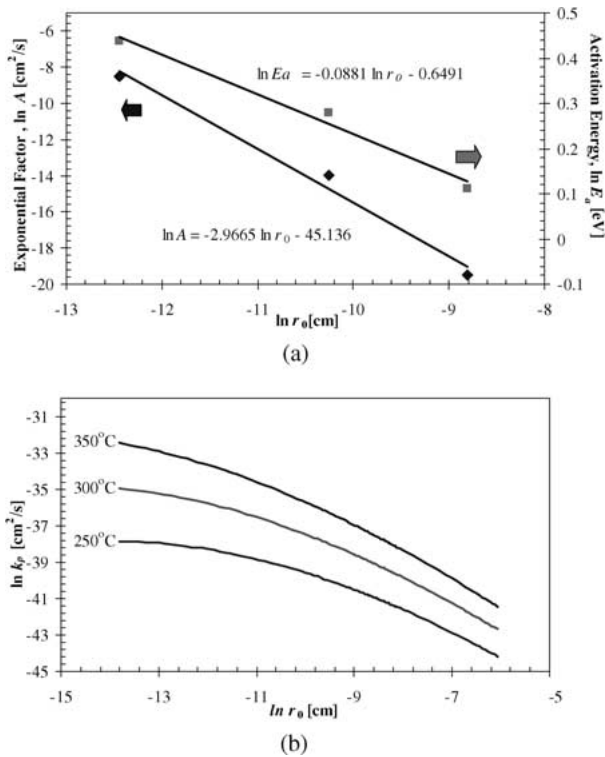 -6
-8
-10
-12
-14
-16
-18
-20
Exponential Factor, ln A [cm²/s]
0.5
0.4
0.3
0.2
0.1
0
-0.1
Activation Energy, ln Eₐ [eV]
ln Ea = -0.0881 ln r₀ - 0.6491
ln A = -2.9665 ln r₀ - 45.136
-13 -12 -11 -10 -9 -8
ln r₀[cm]
(a)
-31
-33
-35
-37
-39
-41
-43
-45
ln kₚ [cm²/s]
350°C
300°C
250°C
-15 -13 -11 -9 -7 -5
ln r₀ [cm]
(b)